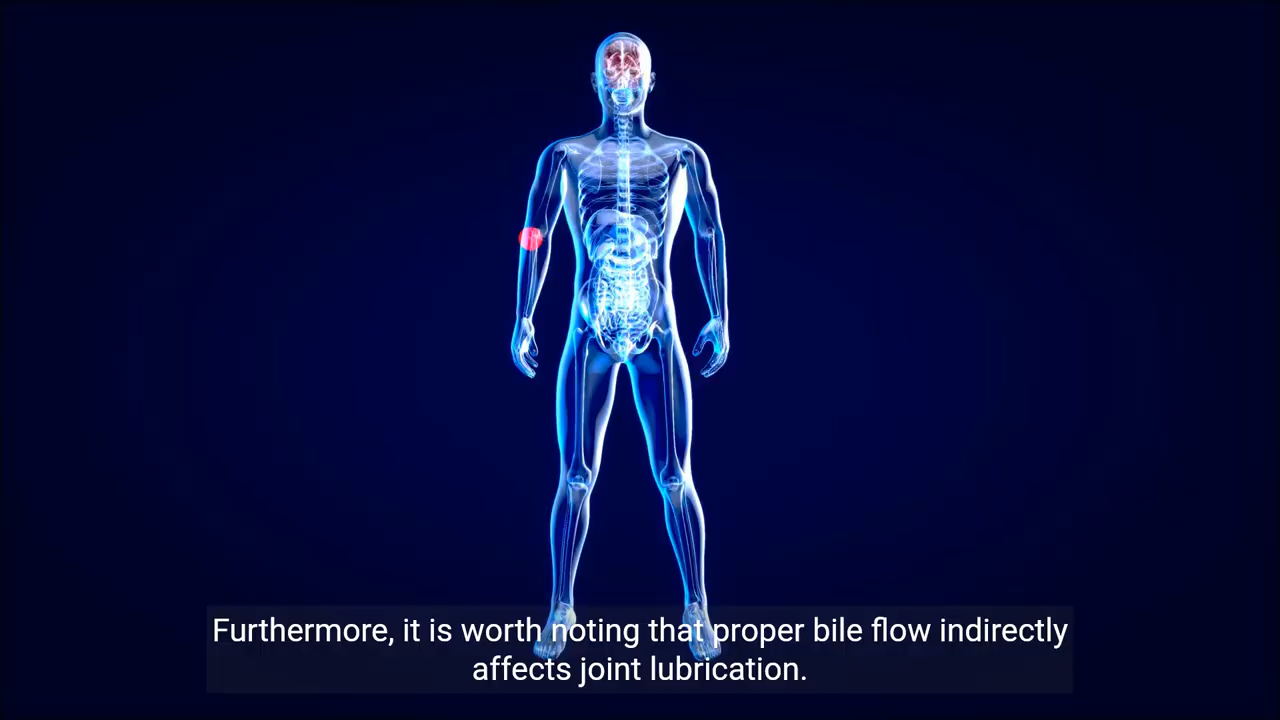 Furthermore, it is worth noting that proper bile flow indirectly
affects joint lubrication.